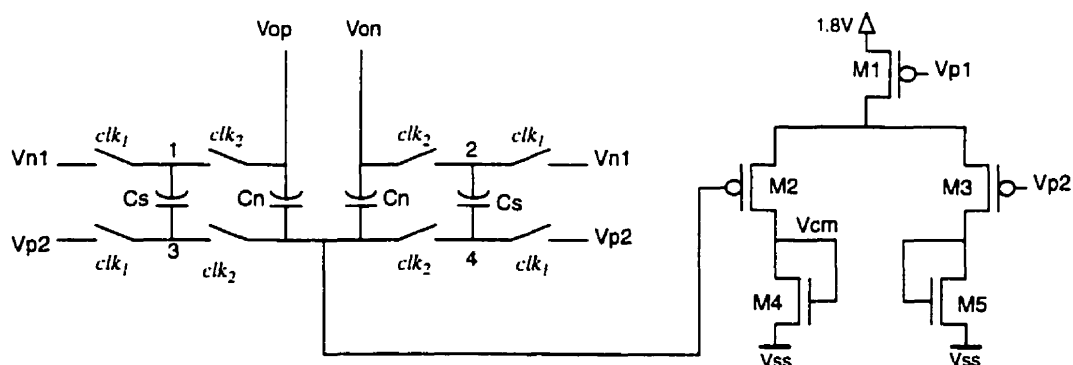 Vop Von
1.8V
M1 Vp1
clk₁ clk₂ clk₂ clk₁
Vn1 1 2 Vn1
M2 M3 Vp2
Cs Cn Cn Cs
Vp2 3 4 Vp2
Vcm
clk₁ clk₂ clk₂ clk₁
M4 M5
Vss Vss